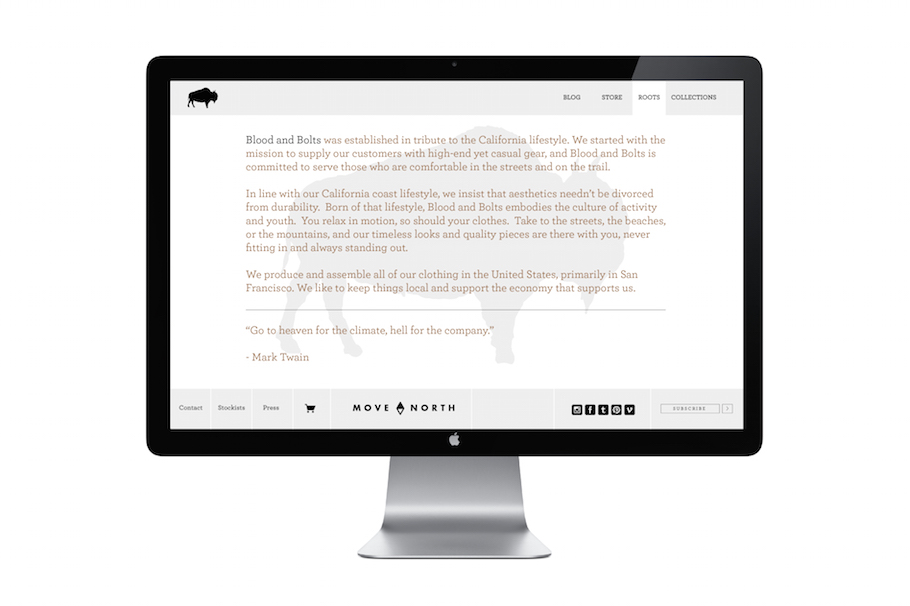 BLOG
STORE
ROOTS
COLLECTIONS
Blood and Bolts was established in tribute to the California lifestyle. We started with the
mission to supply our customers with high-end yet casual gear, and Blood and Bolts is
committed to serve those who are comfortable in the streets and on the trail.
In line with our California coast lifestyle, we insist that aesthetics needn't be divorced
from durability.  Born of that lifestyle, Blood and Bolts embodies the culture of activity
and youth.  You relax in motion, so should your clothes.  Take to the streets, the beaches,
or the mountains, and our timeless looks and quality pieces are there with you, never
fitting in and always standing out.
We produce and assemble all of our clothing in the United States, primarily in San
Francisco. We like to keep things local and support the economy that supports us.
“Go to heaven for the climate, hell for the company.”
- Mark Twain
Contact
Stockists
Press
MOVE NORTH
SUBSCRIBE